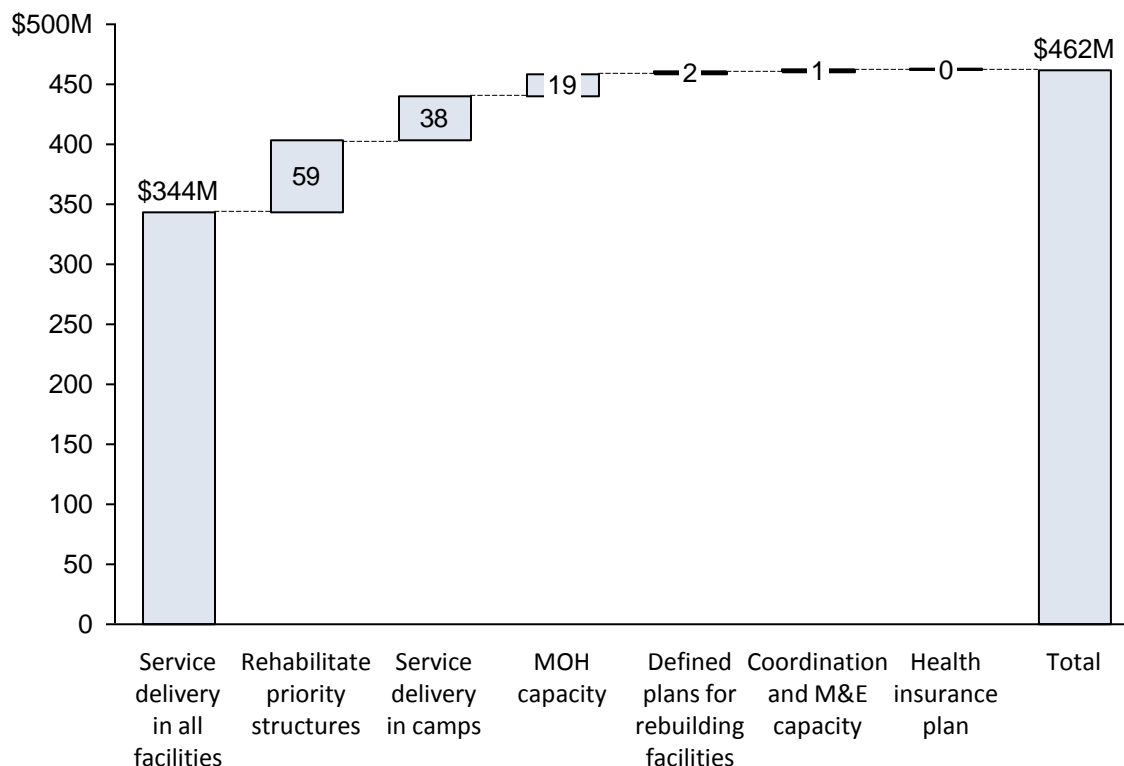 $500M
450
400
350
300
250
200
150
100
50
0
$344M
59
38
19
2
1
0
$462M
Service
delivery
in all
facilities
Rehabilitate
priority
structures
Service
delivery
in camps
MOH
capacity
Defined
plans for
rebuilding
facilities
Coordination
and M&E
capacity
Health
insurance
plan
Total